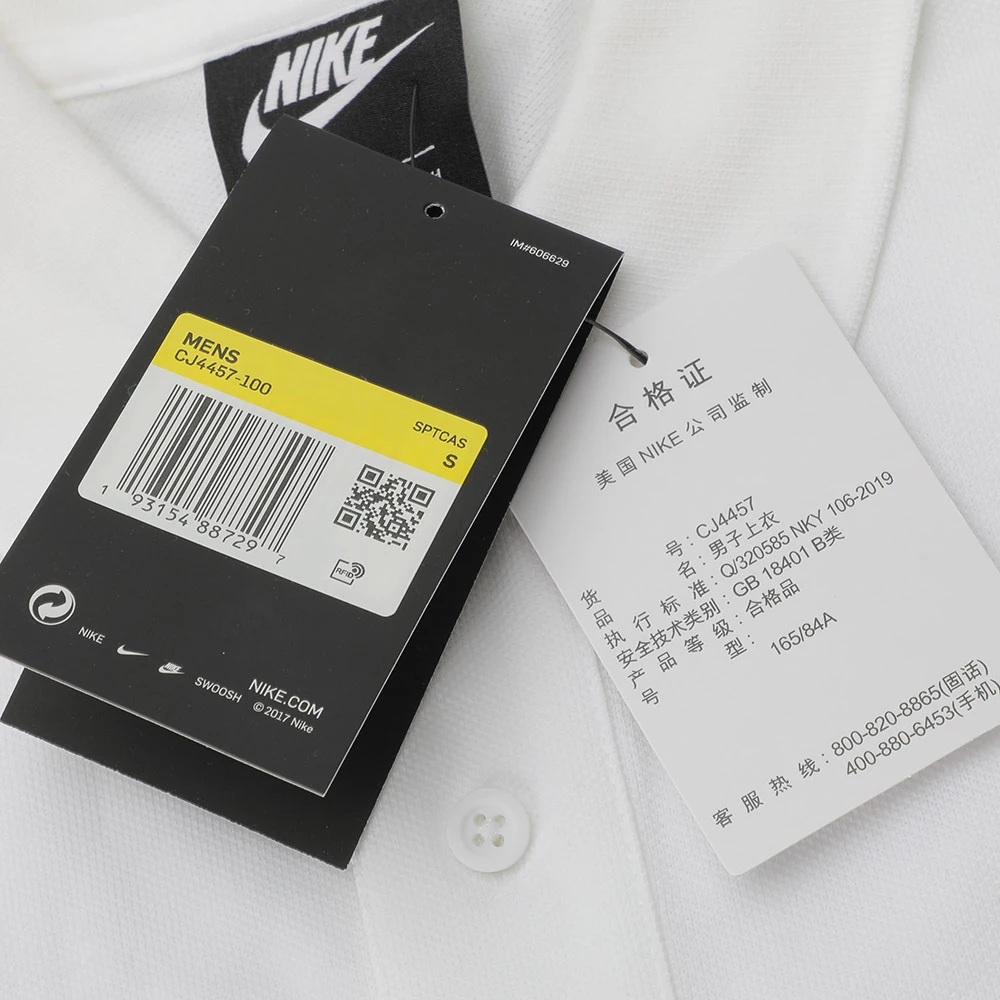 NIKE
IM#606629
MENS
CJ4457-100
SPTCAS
S
1 93154 88729 7
RFID
NIKE
NIKE
SWOOSH
NIKE.COM
© 2017 Nike
合格证
美国 NIKE 公司监制
货号：CJ4457
品名：男子上衣
执行标准：Q/320585 NKY 106-2019
安全技术类别：GB 18401 B类
产品等级：合格品
号型：165/84A
客服热线：800-820-8865(固话)
400-880-6453(手机)